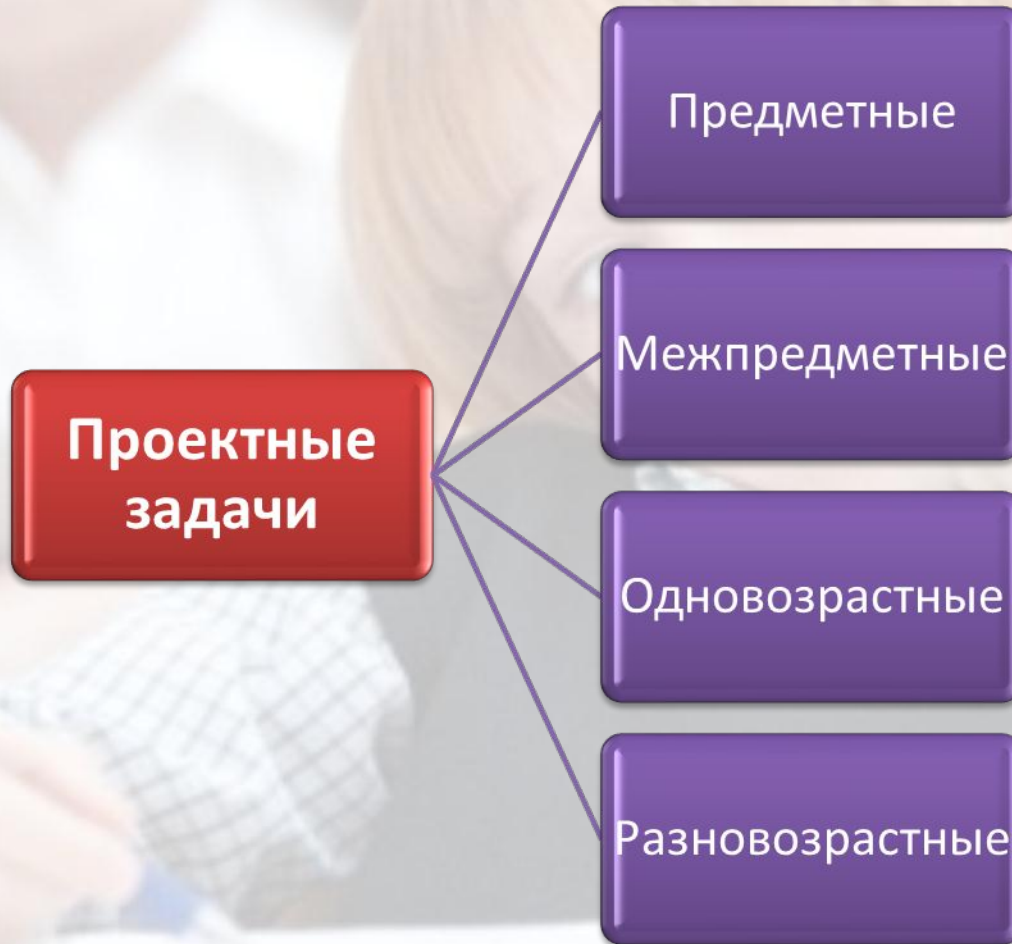 Проектные
задачи
Предметные
Межпредметные
Одновозрастные
Разновозрастные